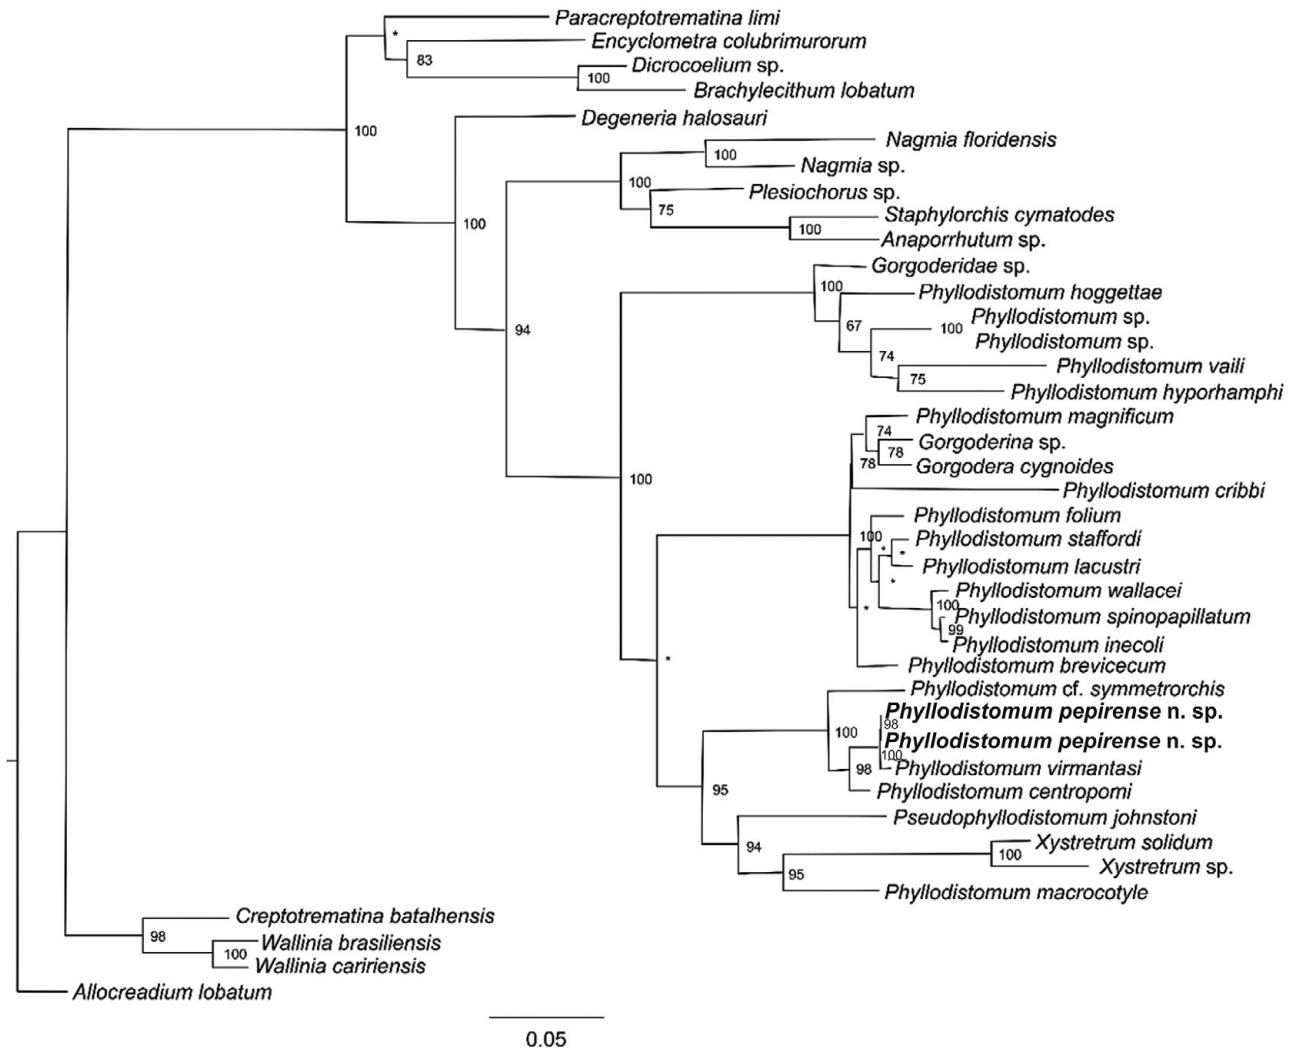 Paracreptotrematina limi
*
Encyclometra colubrimurorum
83
Dicrocoelium sp.
100
Brachylecithum lobatum
100
Degeneria halosauri
Nagmia floridensis
100
Nagmia sp.
100
Plesiochorus sp.
75
Staphylorchis cymatodes
100
100
Anaporrhutum sp.
Gorgoderidae sp.
100
Phyllodistomum hoggettae
Phyllodistomum sp.
67
100
94
Phyllodistomum sp.
74
Phyllodistomum vaili
75
Phyllodistomum hyporhamphi
Phyllodistomum magnificum
74
Gorgoderina sp.
78
78
Gorgodera cygnoides
100
Phyllodistomum cribbi
Phyllodistomum folium
100
Phyllodistomum staffordi
*
*
Phyllodistomum lacustri
*
Phyllodistomum wallacei
100
*
Phyllodistomum spinopapillatum
99
Phyllodistomum inecoli
*
Phyllodistomum brevicecum
Phyllodistomum cf. symmetrorchis
Phyllodistomum pepirense n. sp.
98
100
Phyllodistomum pepirense n. sp.
100
98
Phyllodistomum virmantasi
95
Phyllodistomum centropomi
Pseudophyllodistomum johnstoni
94
Xystretrum solidum
100
Xystretrum sp.
95
Phyllodistomum macrocotyle
Creptotrematina batalhensis
98
Wallinia brasiliensis
100
Wallinia caririensis
Allocreadium lobatum
0.05